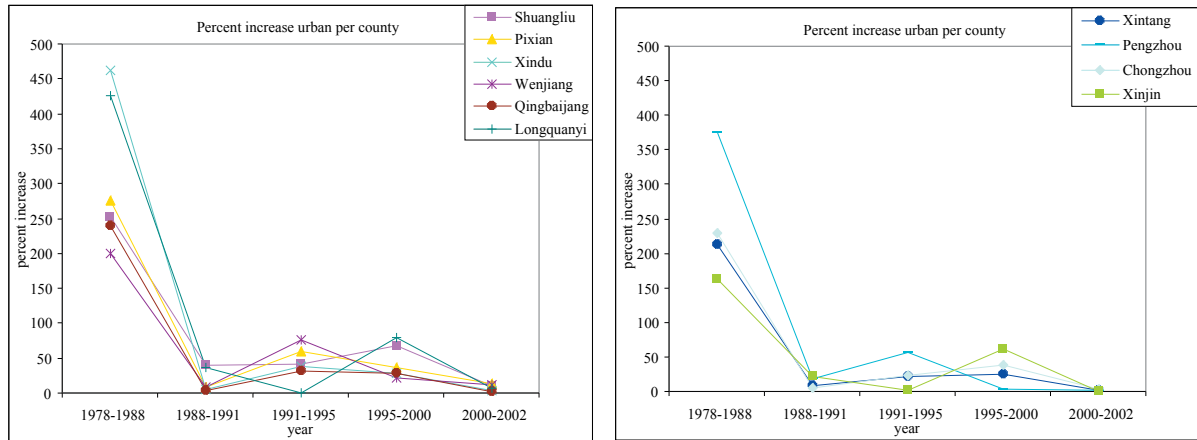 Percent increase urban per county
Shuangliu
Pixian
Xindu
Wenjiang
Qingbaijang
Longquanyi
percent increase
500
450
400
350
300
250
200
150
100
50
0
1978-1988 1988-1991 1991-1995 1995-2000 2000-2002
year
Percent increase urban per county
Xintang
Pengzhou
Chongzhou
Xinjin
percent increase
500
450
400
350
300
250
200
150
100
50
0
1978-1988 1988-1991 1991-1995 1995-2000 2000-2002
year